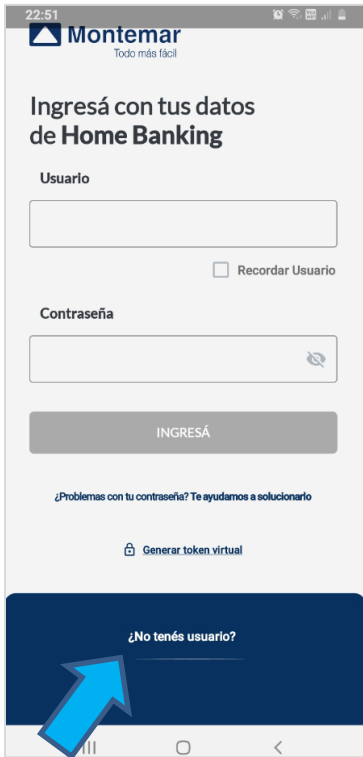 22:51
Montemar
Todo más fácil
Ingresá con tus datos
de Home Banking
Usuario
Recordar Usuario
Contraseña
INGRESÁ
¿Problemas con tu contraseña? Te ayudamos a solucionarlo
Generar token virtual
¿No tenés usuario?